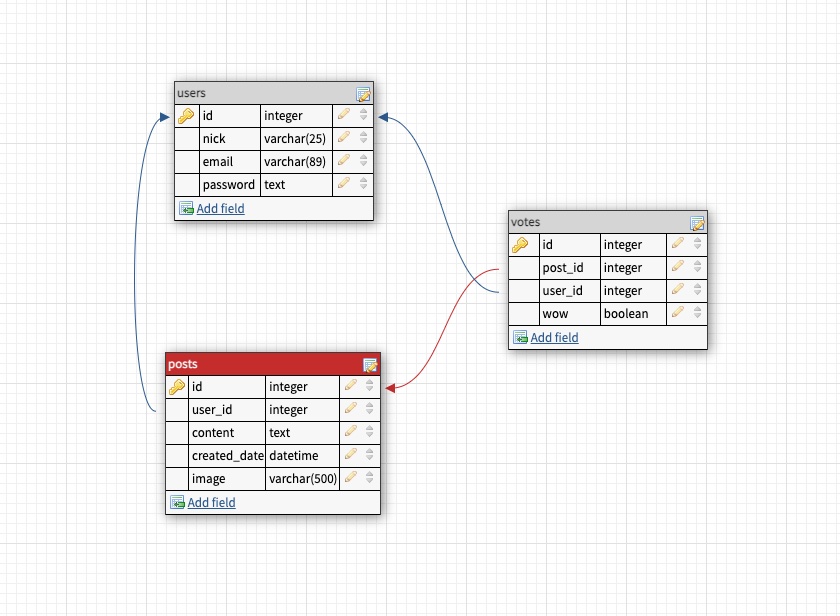 users
id integer
nick varchar(25)
email varchar(89)
password text
Add field
votes
id integer
post_id integer
user_id integer
wow boolean
Add field
posts
id integer
user_id integer
content text
created_date datetime
image varchar(500)
Add field